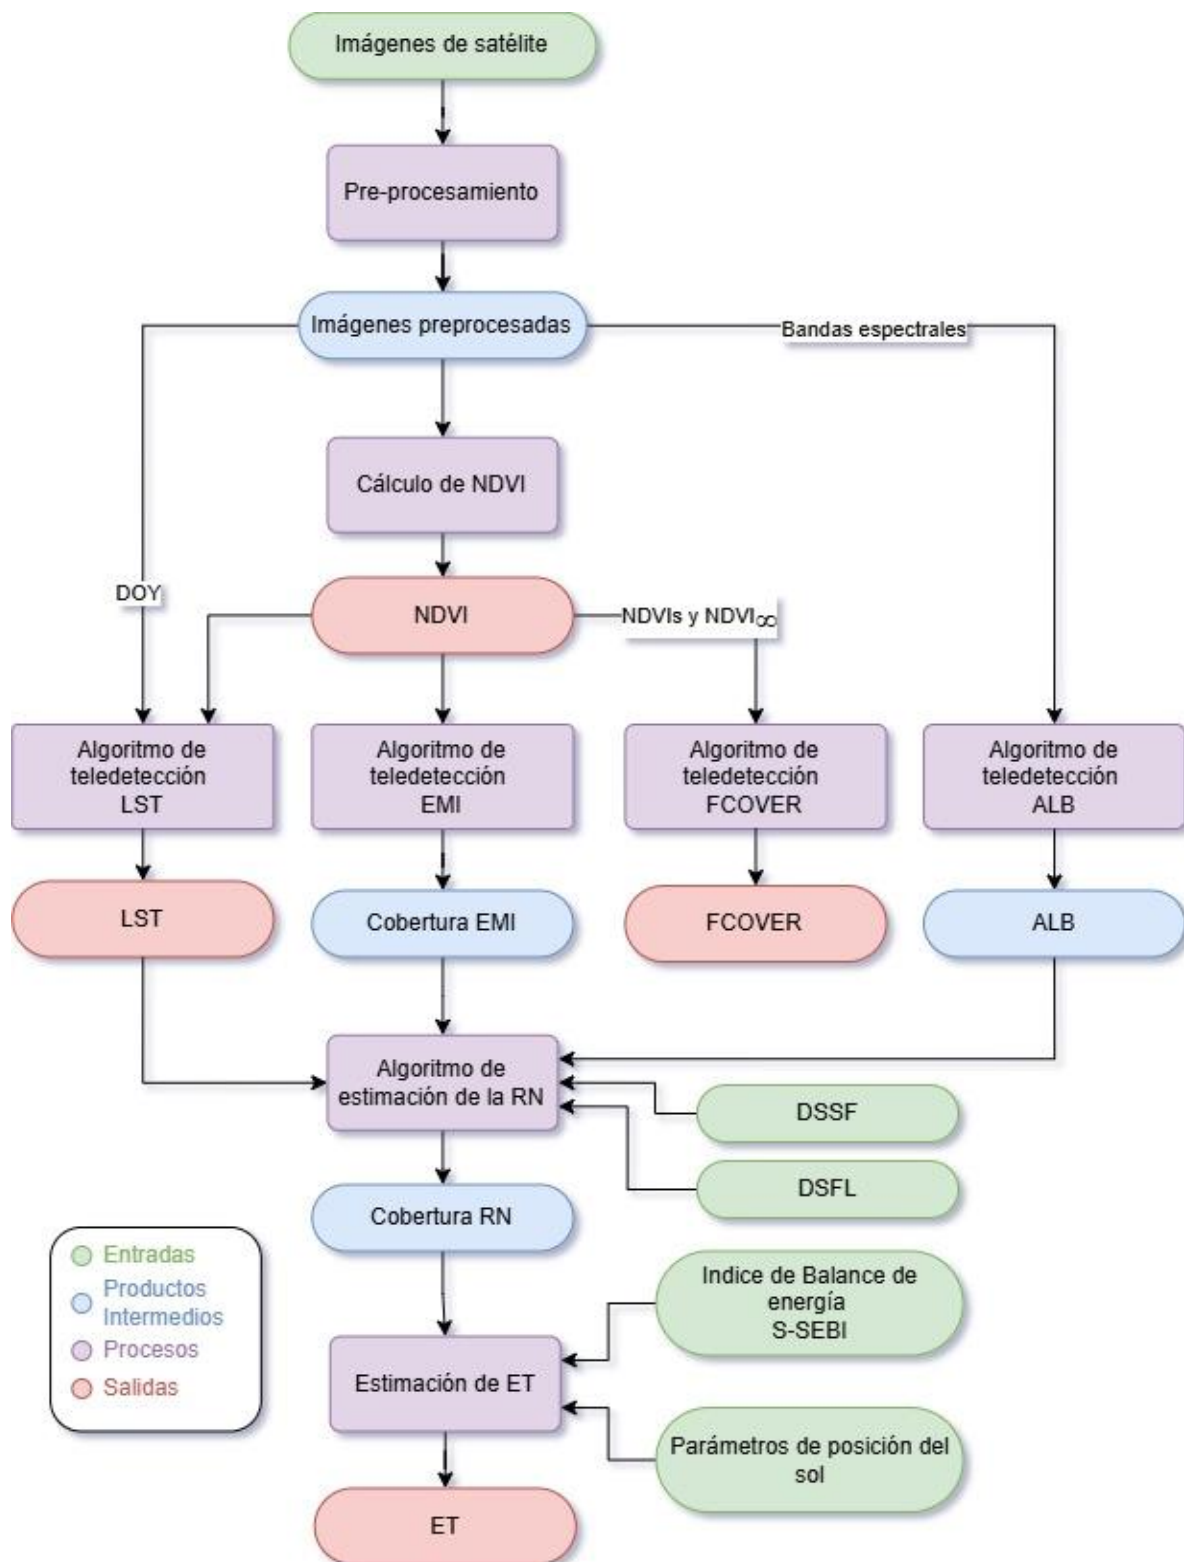 Imágenes de satélite
Pre-procesamiento
Imágenes preprocesadas
Bandas espectrales
Cálculo de NDVI
DOY
NDVI
NDVIs y NDVI∞
Algoritmo de
teledetección
LST
Algoritmo de
teledetección
EMI
Algoritmo de
teledetección
FCOVER
Algoritmo de
teledetección
ALB
LST
Cobertura EMI
FCOVER
ALB
Algoritmo de
estimación de la RN
DSSF
DSFL
Cobertura RN
Entradas
Productos
Intermedios
Procesos
Salidas
Indice de Balance de
energía
S-SEBI
Estimación de ET
Parámetros de posición del
sol
ET